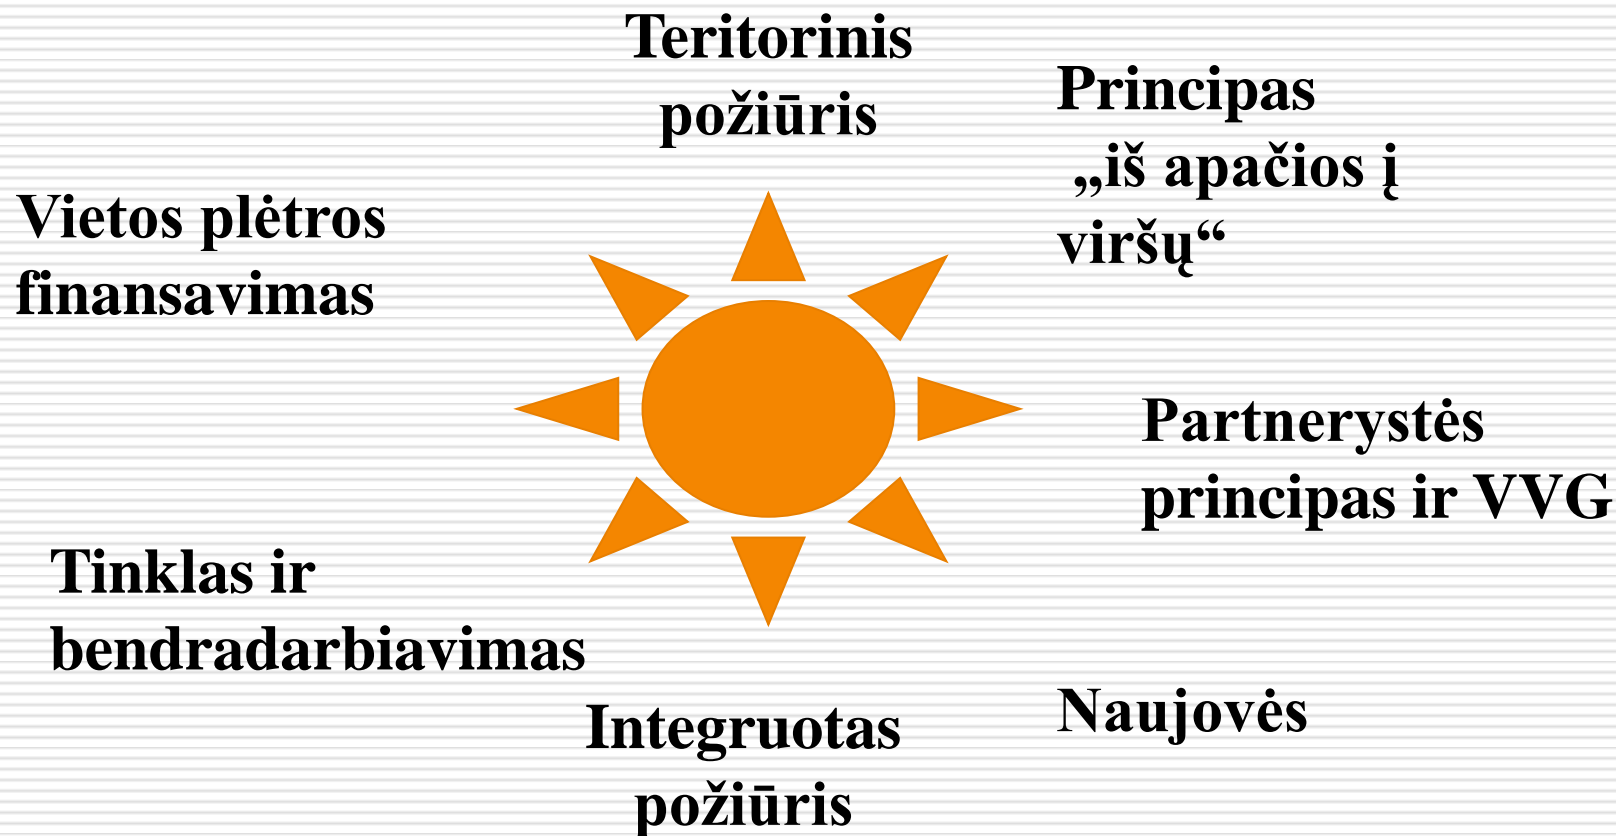 Teritorinis
požiūris
Principas
„iš apačios į
viršų“
Vietos plėtros
finansavimas
Partnerystės
principas ir VVG
Tinklas ir
bendradarbiavimas
Naujovės
Integruotas
požiūris